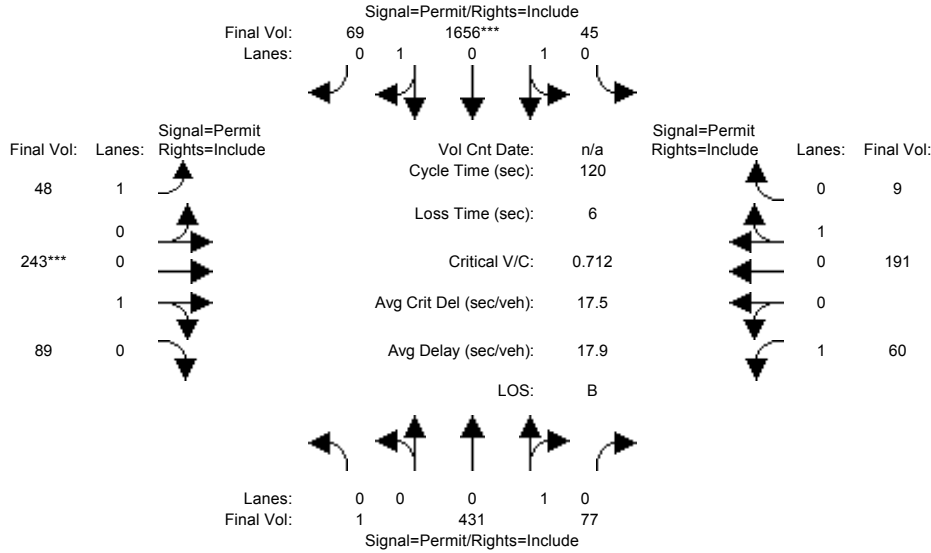 Signal=Permit/Rights=Include
Final Vol: 69 1656*** 45
Lanes: 0 1 0 1 0
Signal=Permit Signal=Permit
Final Vol: Lanes: Rights=Include Vol Cnt Date: n/a Rights=Include Lanes: Final Vol:
Cycle Time (sec): 120
48 1 0 9
Loss Time (sec): 6
0 1
243*** 0 Critical V/C: 0.712 0 191
1 Avg Crit Del (sec/veh): 17.5 0
89 0 Avg Delay (sec/veh): 17.9 1 60
LOS: B
Lanes: 0 0 0 1 0
Final Vol: 1 431 77
Signal=Permit/Rights=Include